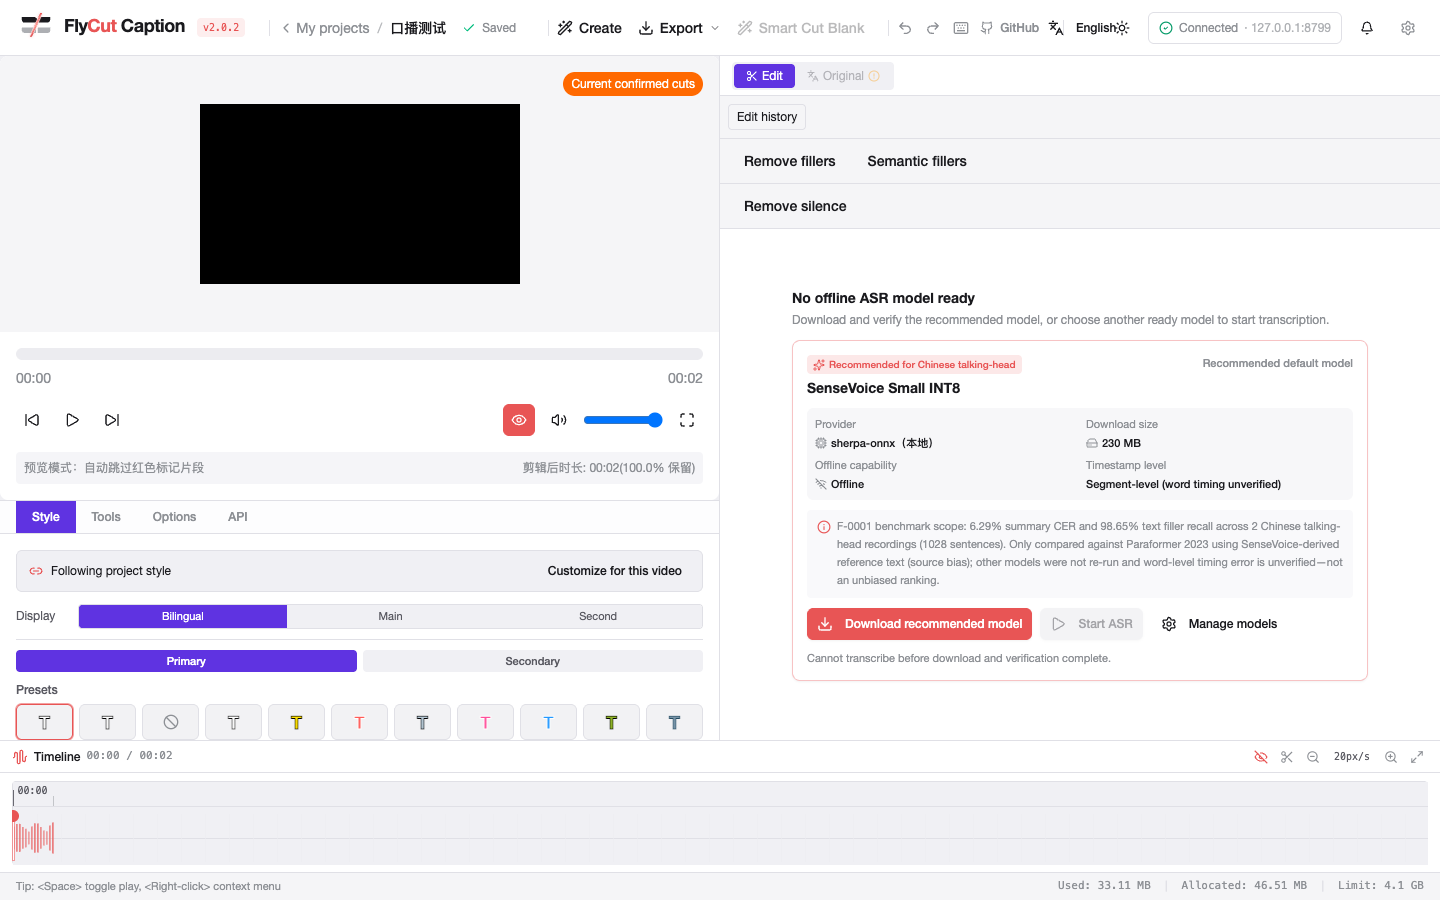 FlyCut Caption v2.0.2 My projects / 口播测试 Saved Create Export Smart Cut Blank GitHub English Connected · 127.0.0.1:8799
Current confirmed cuts
00:00 00:02
预览模式：自动跳过红色标记片段 剪辑后时长: 00:02(100.0% 保留)
Style Tools Options API
Following project style Customize for this video
Display Bilingual Main Second
Primary Secondary
Presets
T T T T T T T T T T
Edit Original
Edit history
Remove fillers Semantic fillers
Remove silence
No offline ASR model ready
Download and verify the recommended model, or choose another ready model to start transcription.
Recommended for Chinese talking-head Recommended default model
SenseVoice Small INT8
Provider Download size
sherpa-onnx（本地） 230 MB
Offline capability Timestamp level
Offline Segment-level (word timing unverified)
F-0001 benchmark scope: 6.29% summary CER and 98.65% text filler recall across 2 Chinese talking-
head recordings (1028 sentences). Only compared against Paraformer 2023 using SenseVoice-derived
reference text (source bias); other models were not re-run and word-level timing error is unverified—not
an unbiased ranking.
Download recommended model Start ASR Manage models
Cannot transcribe before download and verification complete.
Timeline 00:00 / 00:02 20px/s
00:00
Tip: <Space> toggle play, <Right-click> context menu Used: 33.11 MB Allocated: 46.51 MB Limit: 4.1 GB